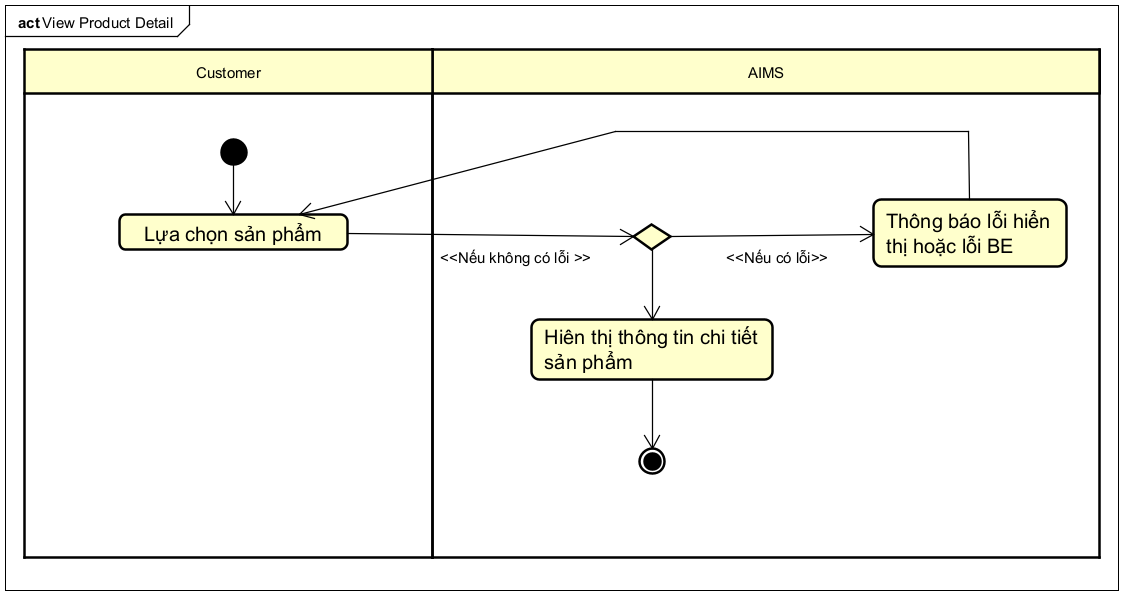 act View Product Detail
Customer
AIMS
Lựa chọn sản phẩm
Thông báo lỗi hiển
thị hoặc lỗi BE
<<Nếu không có lỗi >>
<<Nếu có lỗi>>
Hiên thị thông tin chi tiết
sản phẩm